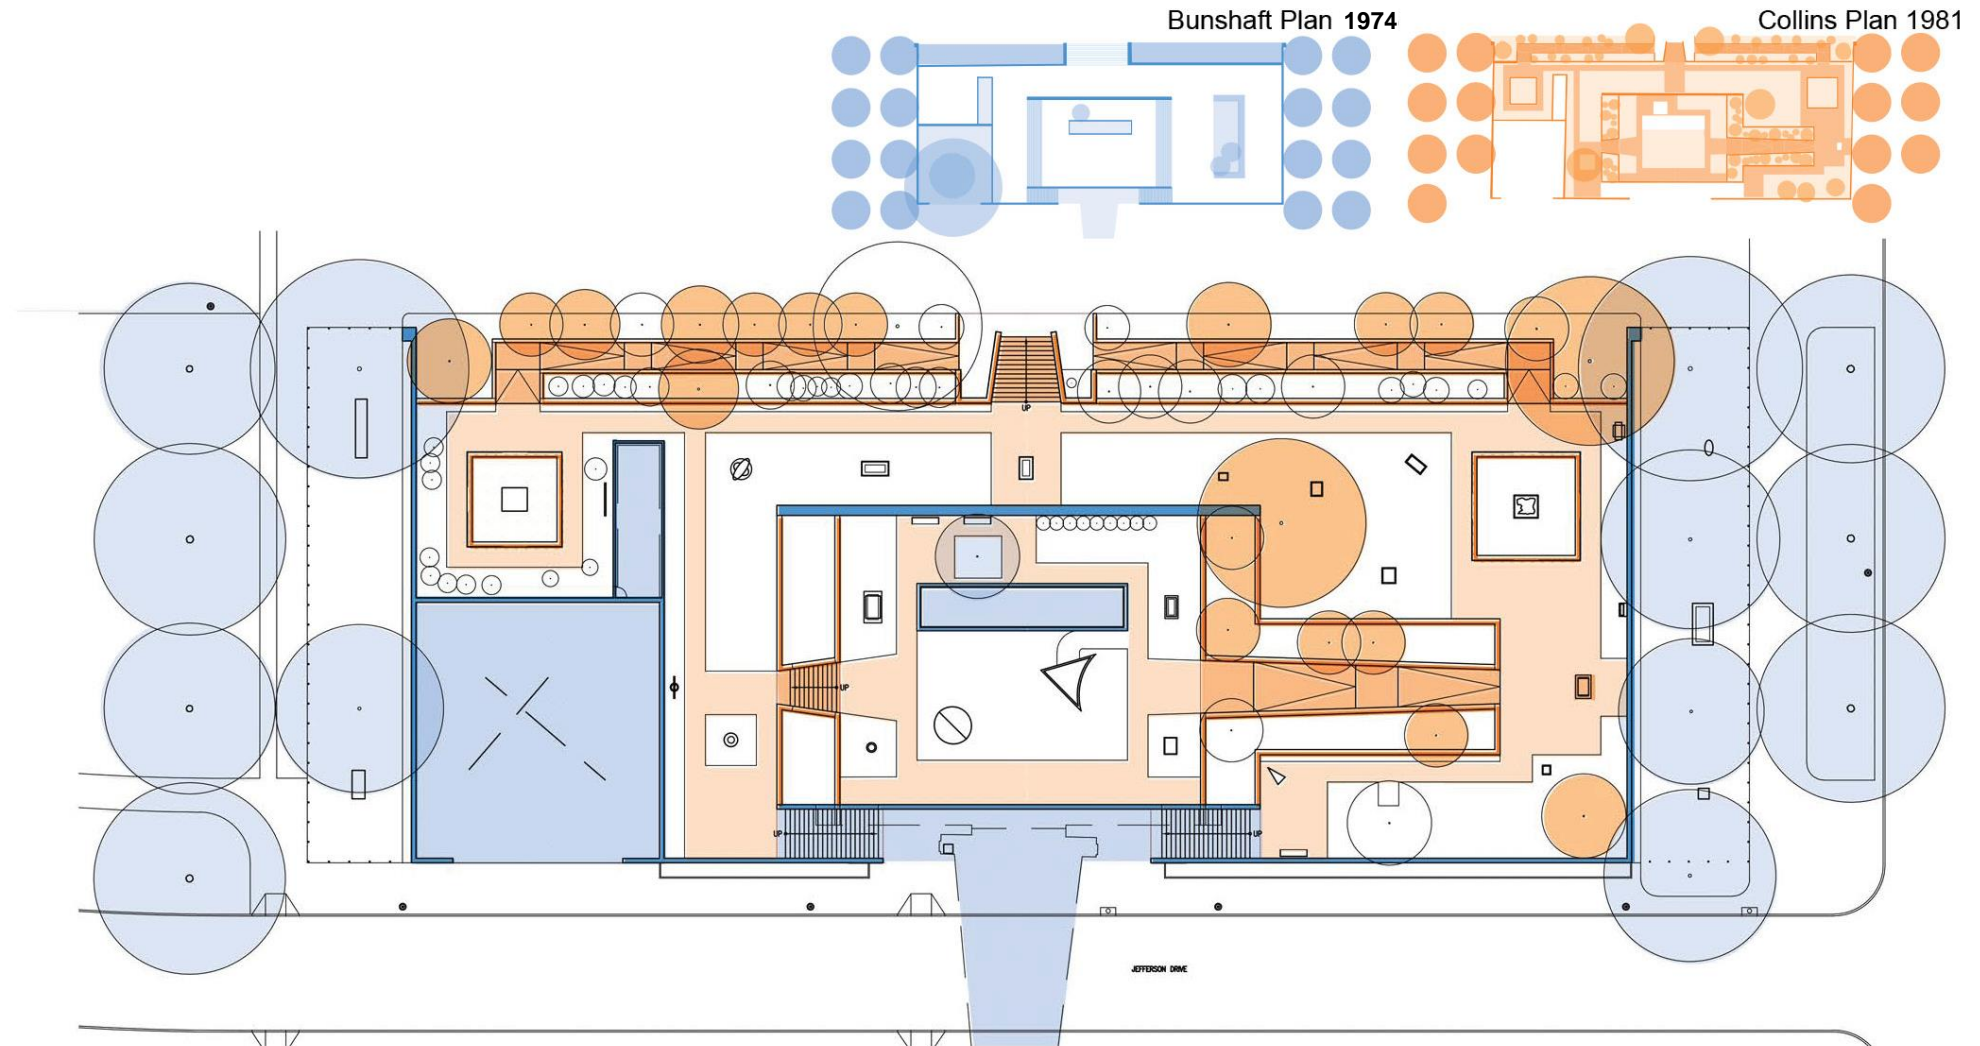 Bunshaft Plan 1974
Collins Plan 1981
UP
UP
UP
UP
JEFFERSON DRIVE